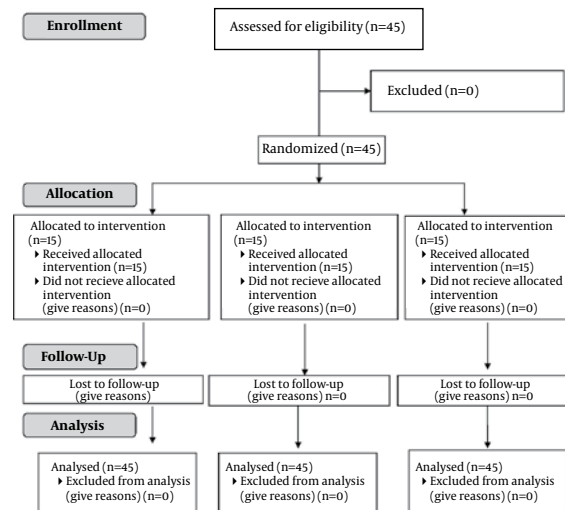 Enrollment
Assessed for eligibility (n=45)
Excluded (n=0)
Randomized (n=45)
Allocation
Allocated to intervention
(n=15)
Received allocated
intervention (n=15)
Did not recieve allocated
intervention
(give reasons) (n=0)
Allocated to intervention
(n=15)
Received allocated
intervention (n=15)
Did not recieve allocated
intervention
(give reasons) (n=0)
Allocated to intervention
(n=15)
Received allocated
intervention (n=15)
Did not recieve allocated
intervention
(give reasons) (n=0)
Follow-Up
Lost to follow-up
(give reasons)
Lost to follow-up
(give reasons) n=0
Lost to follow-up
(give reasons) n=0
Analysis
Analysed (n=45)
Excluded from analysis
(give reasons) (n=0)
Analysed (n=45)
Excluded from analysis
(give reasons) (n=0)
Analysed (n=45)
Excluded from analysis
(give reasons) (n=0)